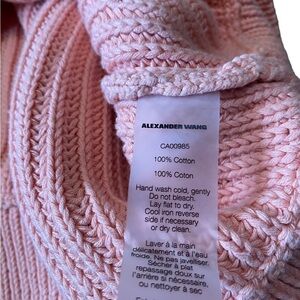 ALEXANDER WANG
CA00985
100% Cotton
100% Coton
Hand wash cold, gently
Do not bleach.
Lay flat to dry.
Cool iron reverse
side if necessary
or dry clean.
Laver à la main
délicatement et à l'eau
froide. Ne pas javelliser.
Sécher à plat
repassage doux sur
l'arrière si nécessaire,
ou nettoyer à sec